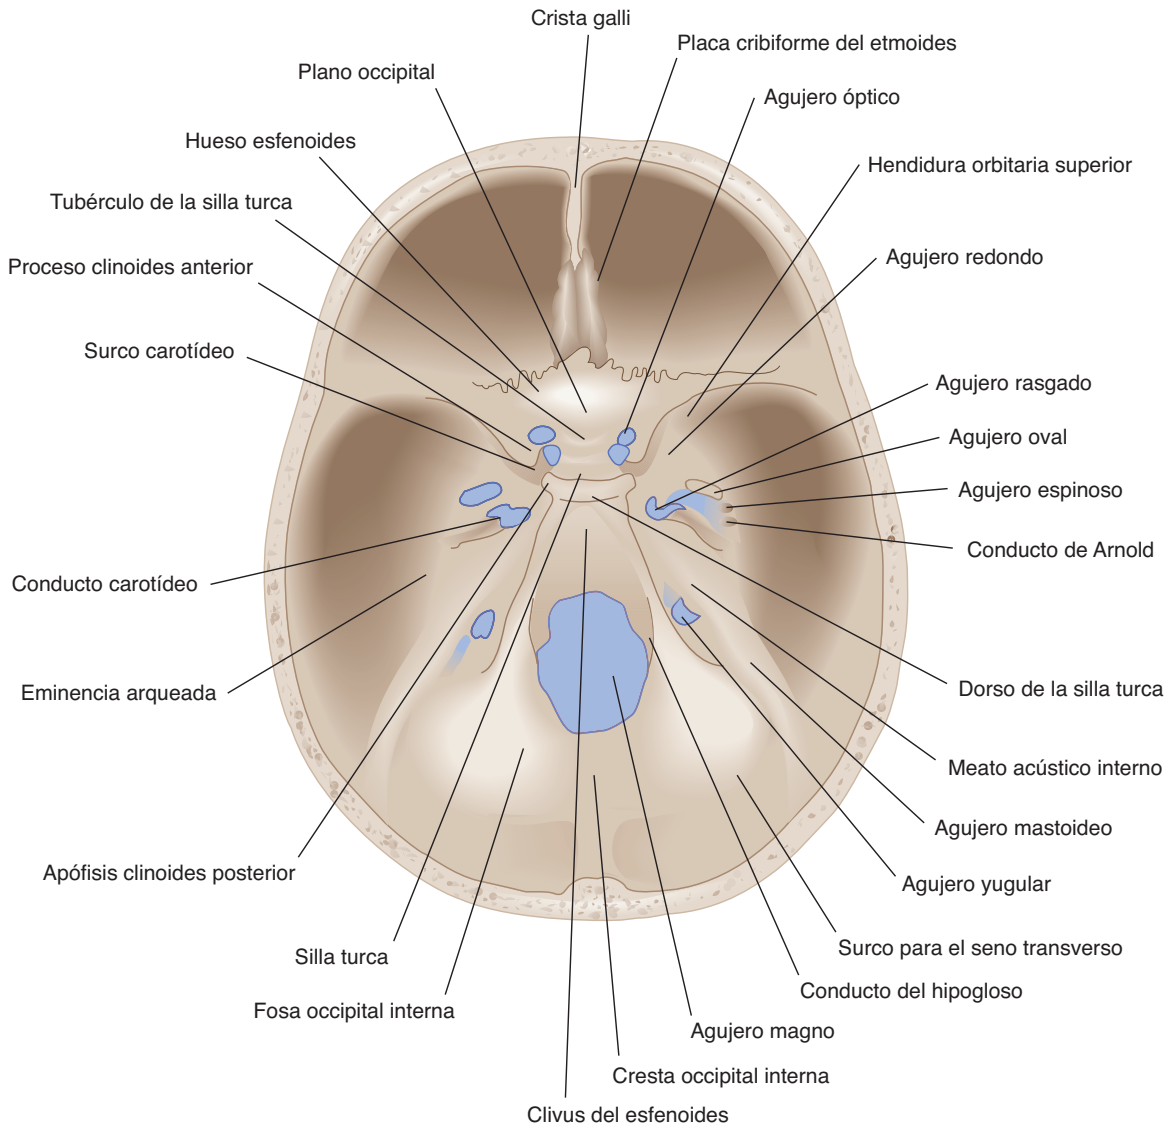 Crista galli
Placa cribiforme del etmoides
Plano occipital
Agujero óptico
Hueso esfenoides
Hendidura orbitaria superior
Tubérculo de la silla turca
Agujero redondo
Proceso clinoides anterior
Surco carotídeo
Agujero rasgado
Agujero oval
Agujero espinoso
Conducto de Arnold
Conducto carotídeo
Eminencia arqueada
Dorso de la silla turca
Meato acústico interno
Agujero mastoideo
Apófisis clinoides posterior
Agujero yugular
Surco para el seno transverso
Silla turca
Conducto del hipogloso
Fosa occipital interna
Agujero magno
Cresta occipital interna
Clivus del esfenoides